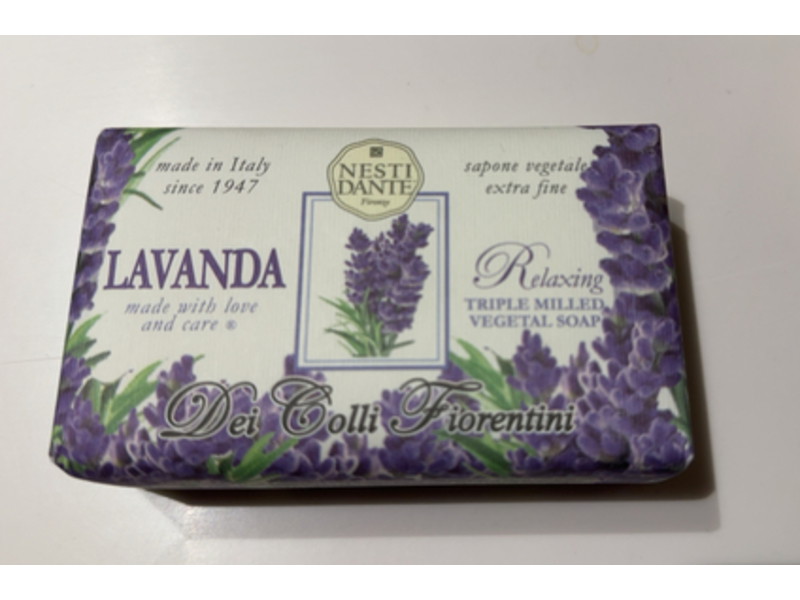 made in Italy
since 1947
NESTI
DANTE
Firenze
sapone vegetale
extra fine
LAVANDA
made with love
and care ®
Relaxing
TRIPLE MILLED
VEGETAL SOAP
Dei Colli Fiorentini